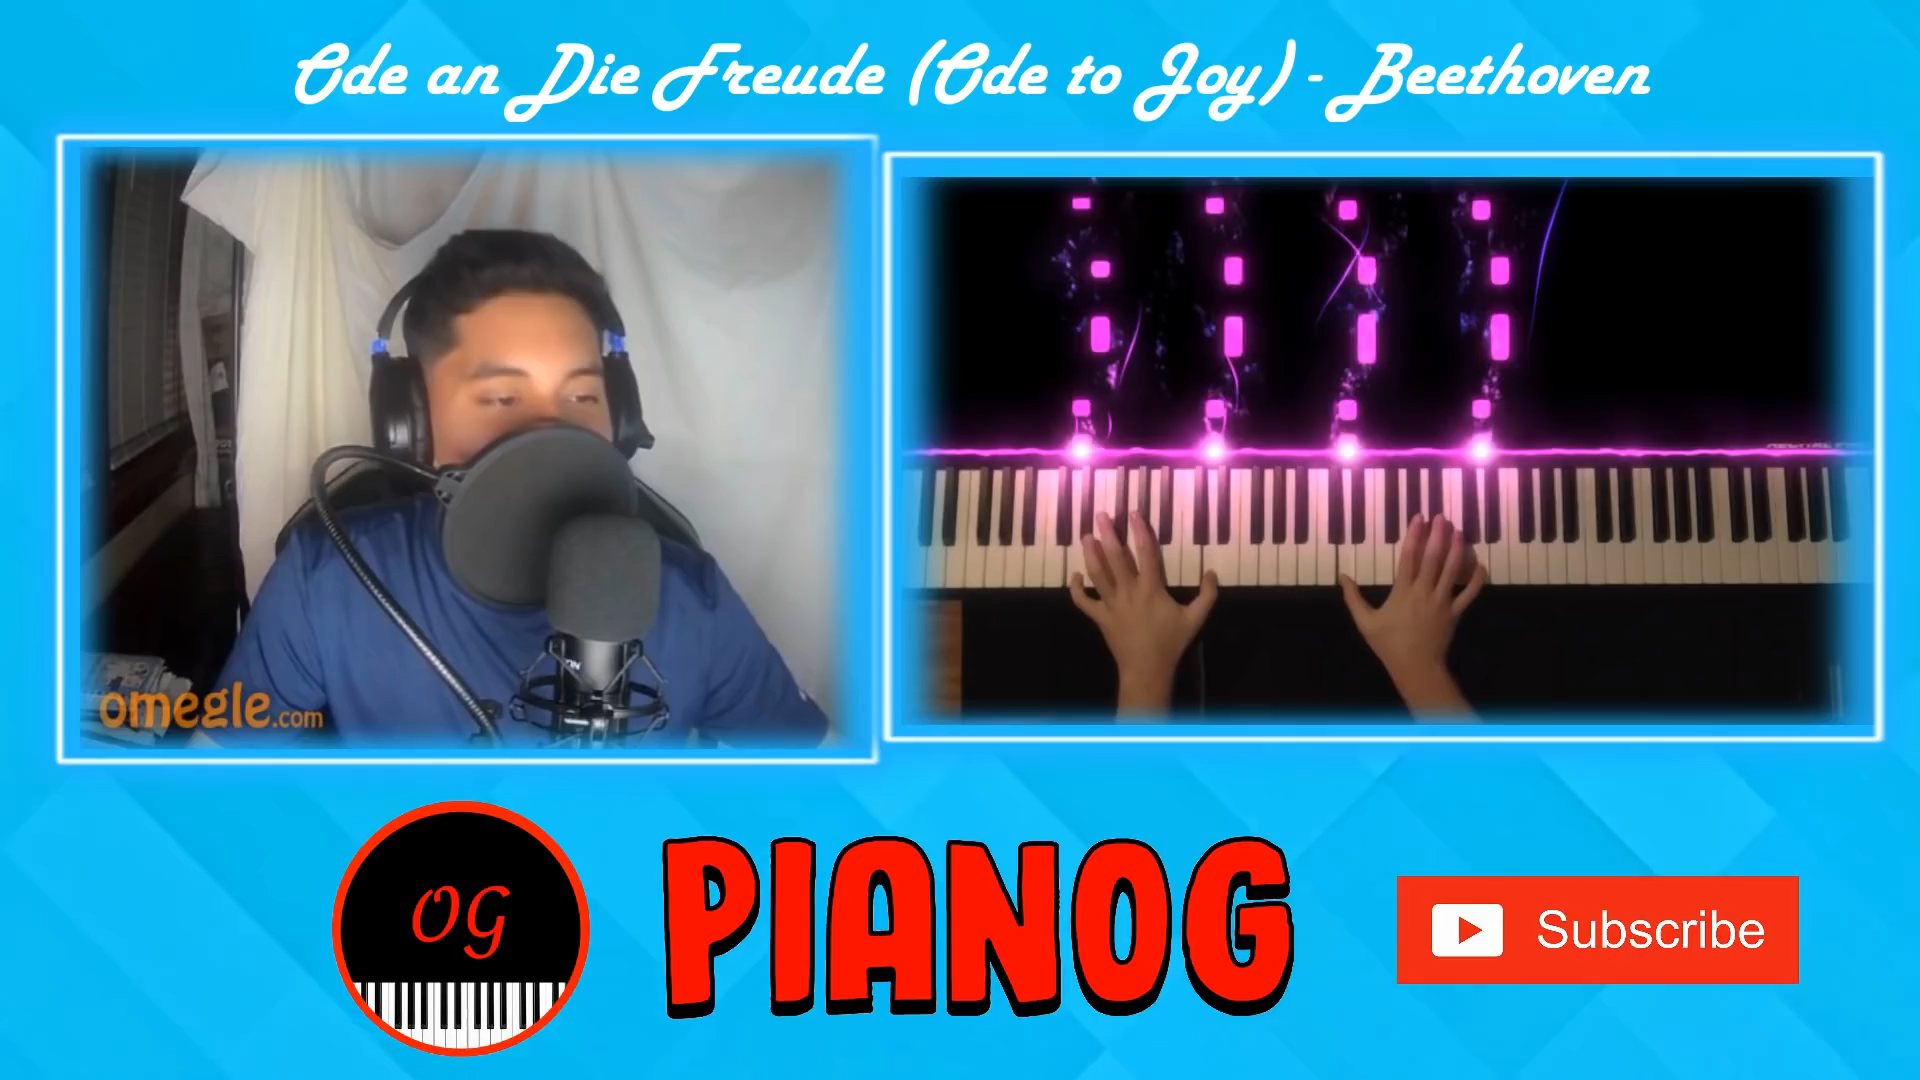 Ode an Die Freude (Ode to Joy) - Beethoven
omegle.com
OG
PIANOG
Subscribe